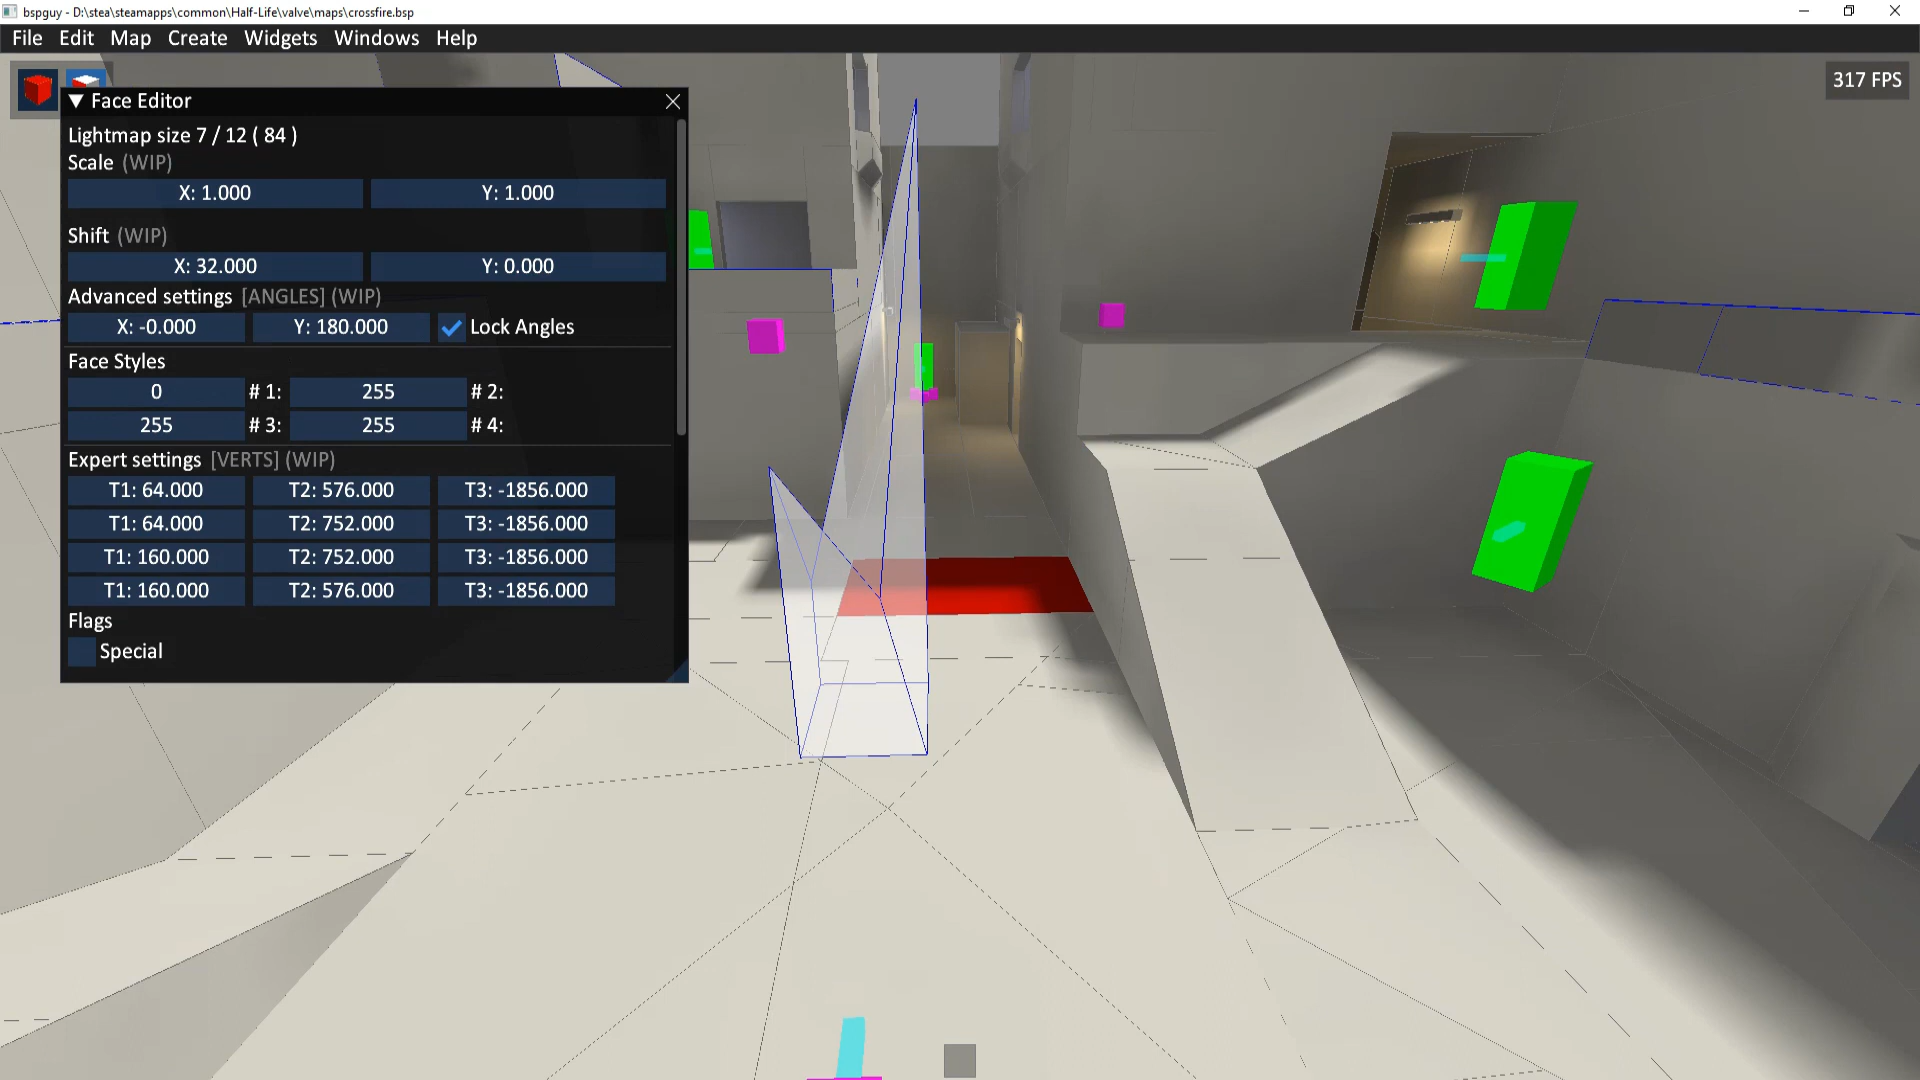 bspguy - D:\stea\steamapps\common\Half-Life\valve\maps\crossfire.bsp
File Edit Map Create Widgets Windows Help
317 FPS
Face Editor
Lightmap size 7 / 12 ( 84 )
Scale (WIP)
X: 1.000 Y: 1.000
Shift (WIP)
X: 32.000 Y: 0.000
Advanced settings [ANGLES] (WIP)
X: -0.000 Y: 180.000 Lock Angles
Face Styles
0 # 1: 255 # 2:
255 # 3: 255 # 4:
Expert settings [VERTS] (WIP)
T1: 64.000 T2: 576.000 T3: -1856.000
T1: 64.000 T2: 752.000 T3: -1856.000
T1: 160.000 T2: 752.000 T3: -1856.000
T1: 160.000 T2: 576.000 T3: -1856.000
Flags
Special